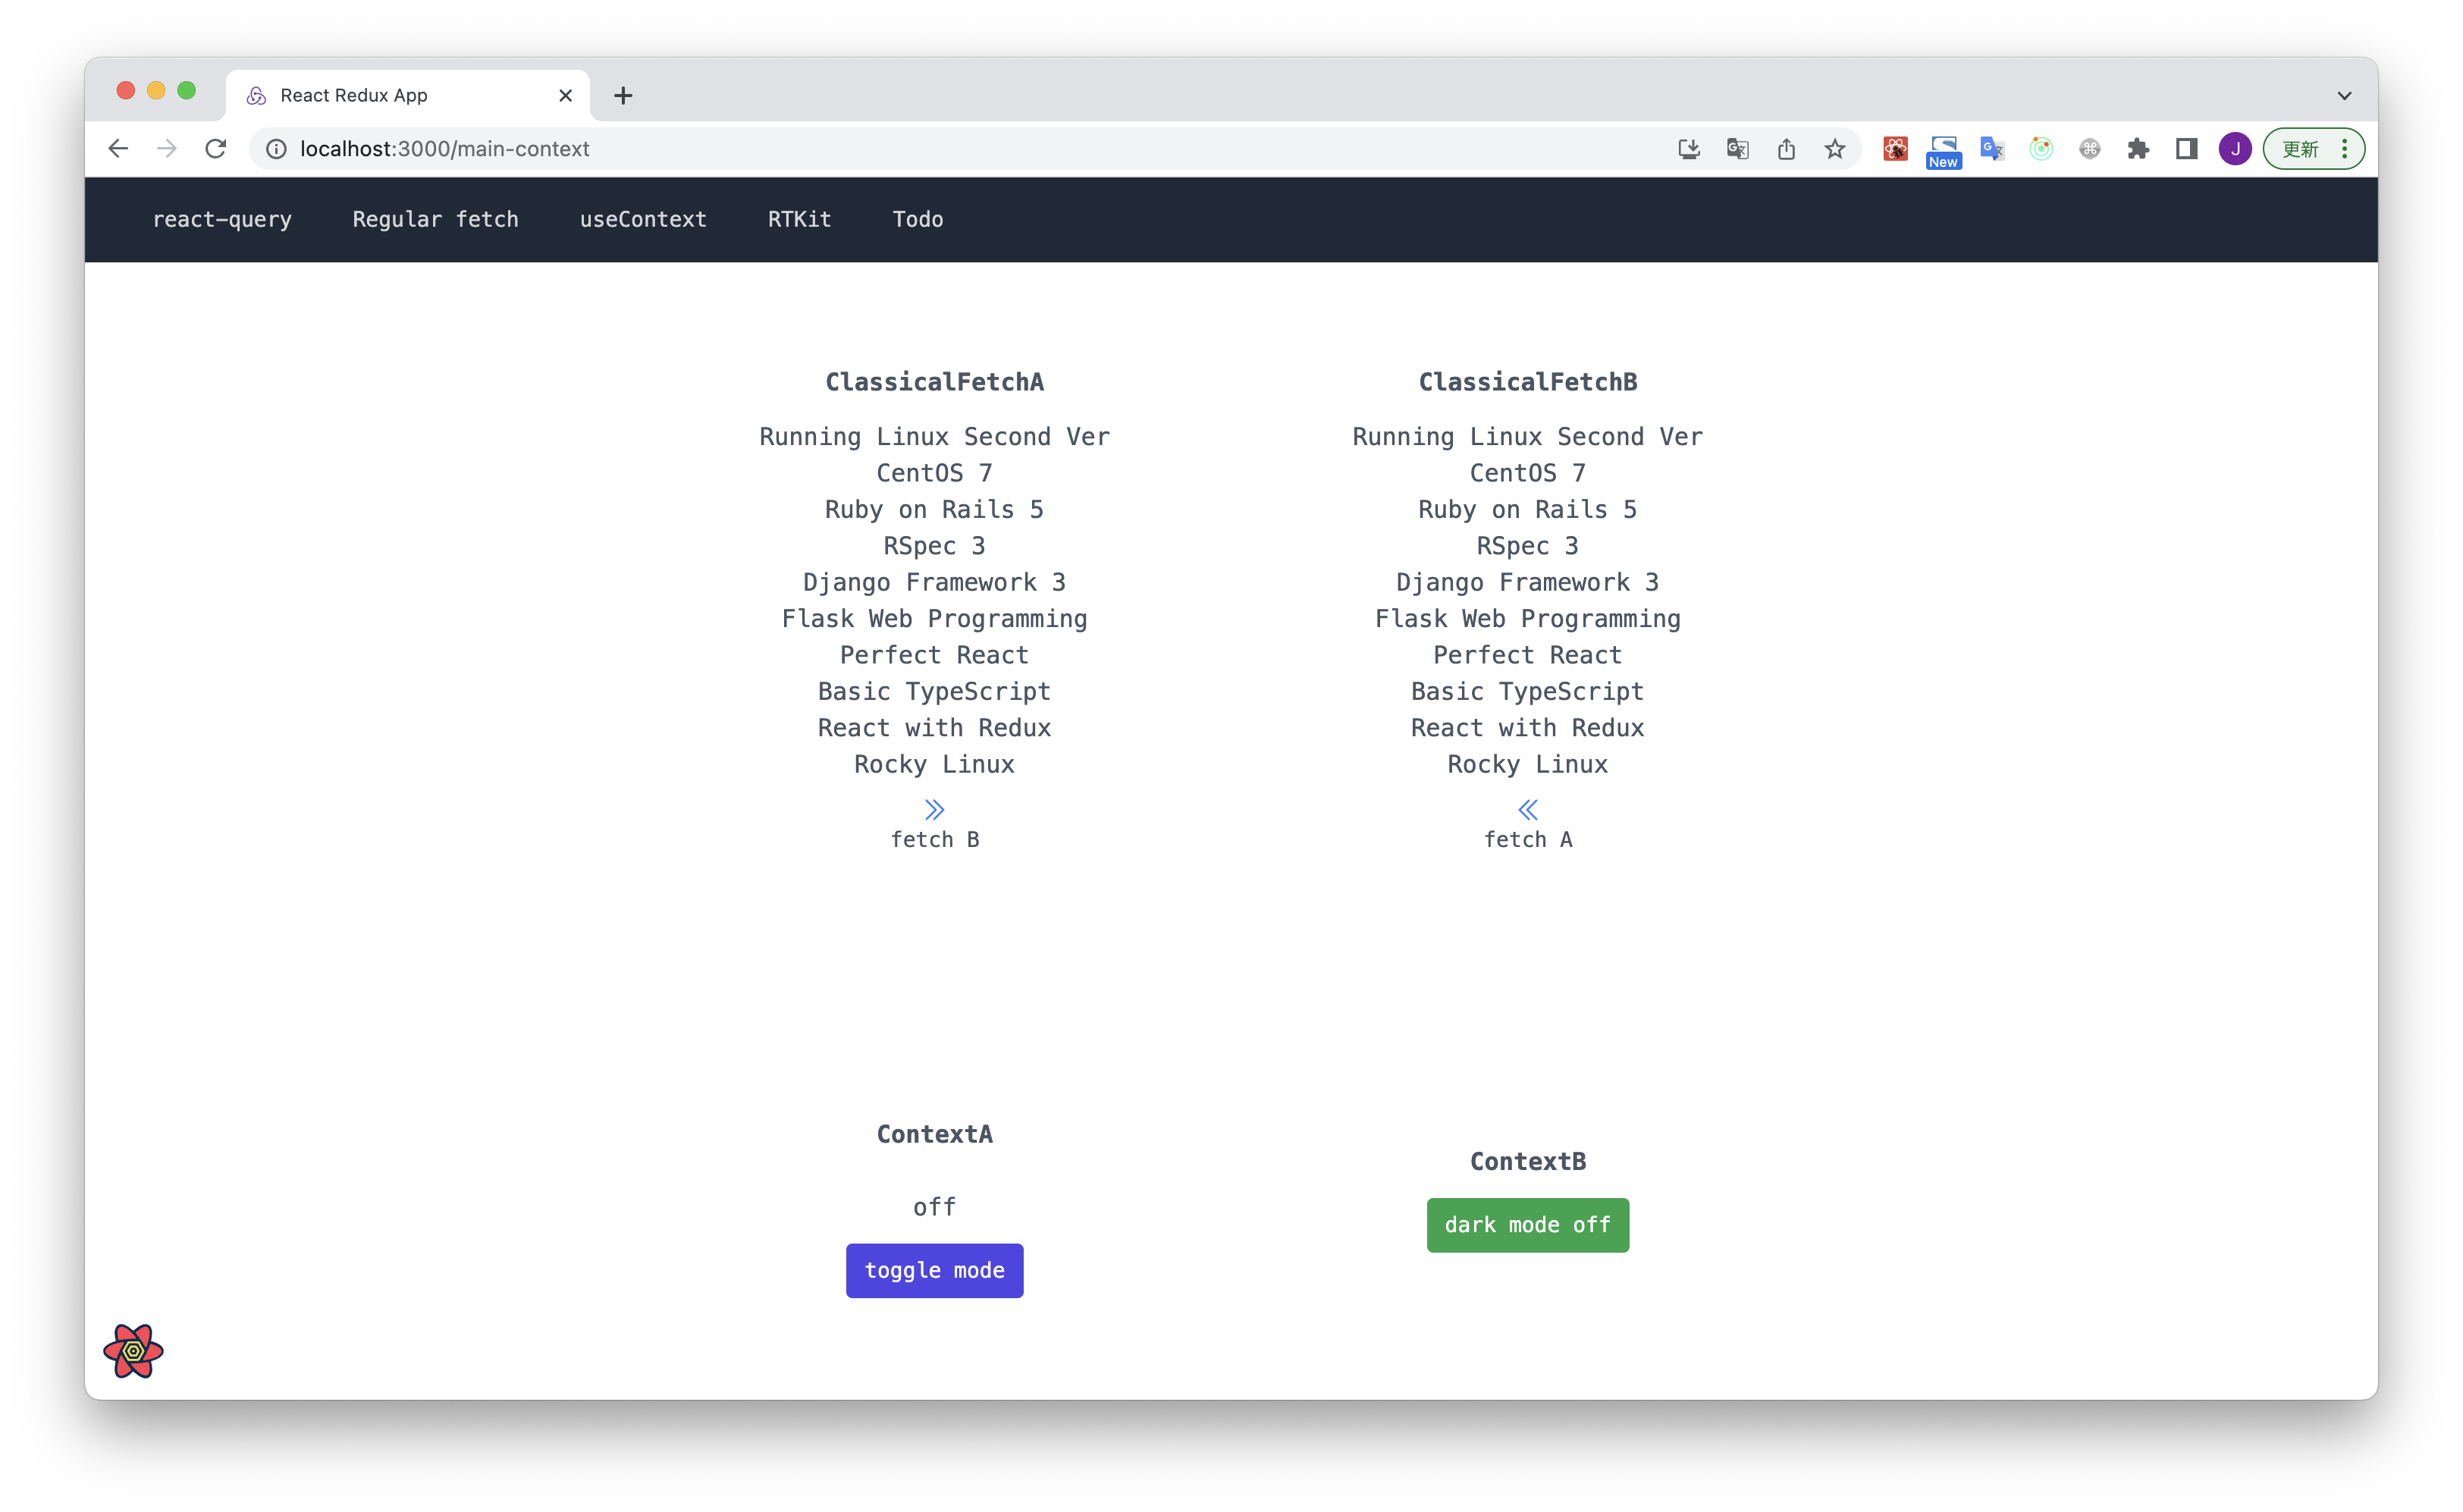 React Redux App
localhost:3000/main-context
New
J
更新
react-query
Regular fetch
useContext
RTKit
Todo
ClassicalFetchA
Running Linux Second Ver
CentOS 7
Ruby on Rails 5
RSpec 3
Django Framework 3
Flask Web Programming
Perfect React
Basic TypeScript
React with Redux
Rocky Linux
fetch B
ClassicalFetchB
Running Linux Second Ver
CentOS 7
Ruby on Rails 5
RSpec 3
Django Framework 3
Flask Web Programming
Perfect React
Basic TypeScript
React with Redux
Rocky Linux
fetch A
ContextA
off
toggle mode
ContextB
dark mode off